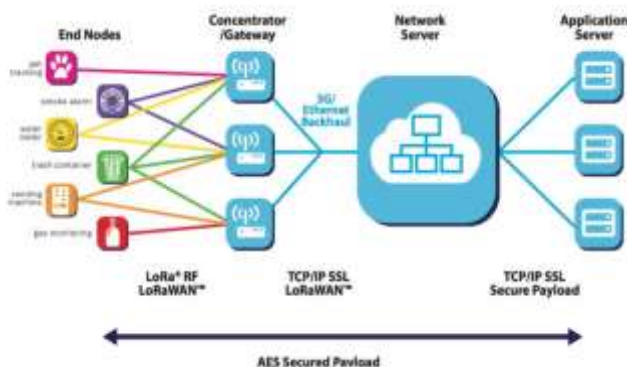 End Nodes
Concentrator
/Gateway
Network
Server
Application
Server
pet
tracking
smoke alarm
water
meter
trash container
vending
machine
gas monitoring
3G/
Ethernet
Backhaul
LoRa® RF
LoRaWAN™
TCP/IP SSL
LoRaWAN™
TCP/IP SSL
Secure Payload
AES Secured Payload